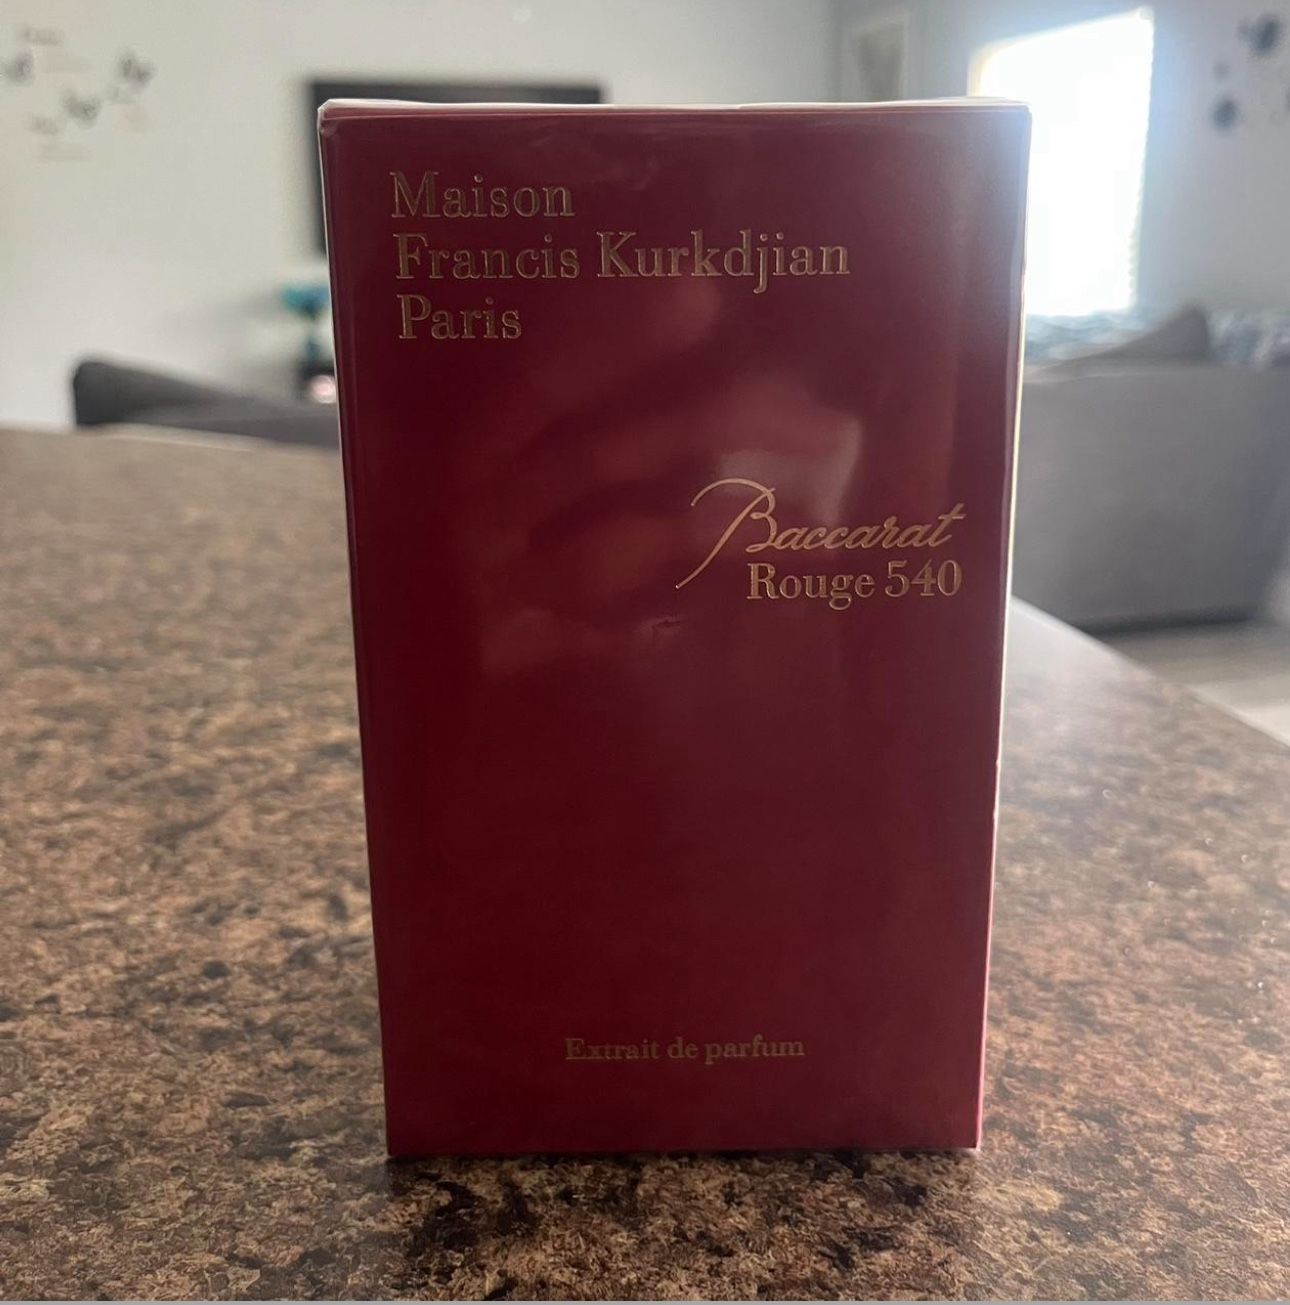 Maison
Francis Kurkdjian
Paris
Baccarat
Rouge 540
Extrait de parfum